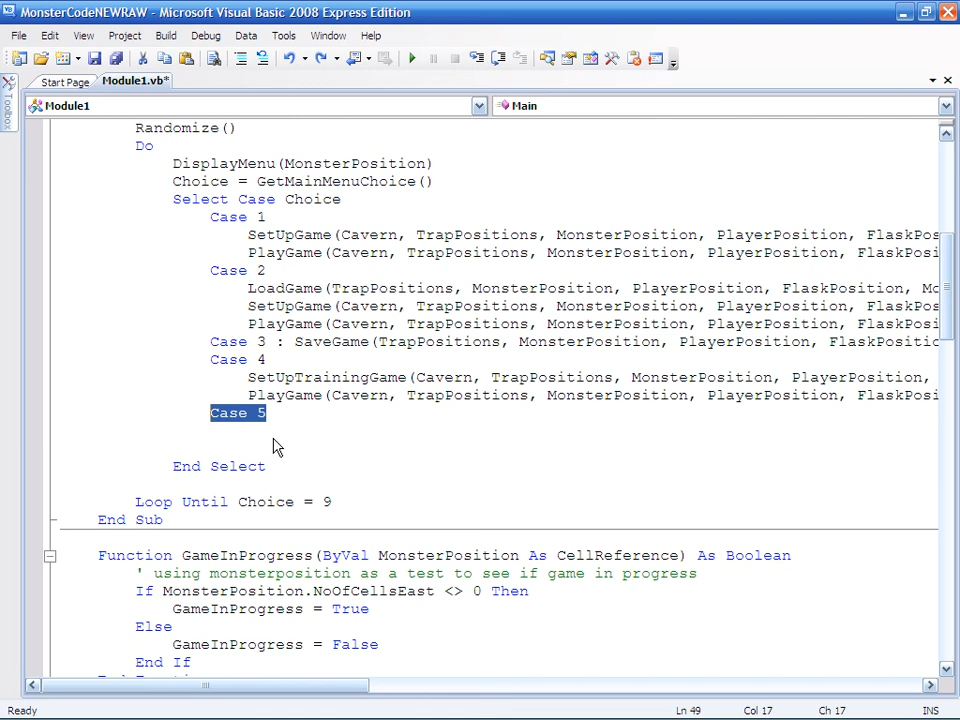 MonsterCodeNEWRAW - Microsoft Visual Basic 2008 Express Edition
File Edit View Project Build Debug Data Tools Window Help
Start Page Module1.vb*
Toolbox
Module1 Main
Randomize()
Do
DisplayMenu(MonsterPosition)
Choice = GetMainMenuChoice()
Select Case Choice
Case 1
SetUpGame(Cavern, TrapPositions, MonsterPosition, PlayerPosition, FlaskPos
PlayGame(Cavern, TrapPositions, MonsterPosition, PlayerPosition, FlaskPosi
Case 2
LoadGame(TrapPositions, MonsterPosition, PlayerPosition, FlaskPosition, Mo
SetUpGame(Cavern, TrapPositions, MonsterPosition, PlayerPosition, FlaskPos
PlayGame(Cavern, TrapPositions, MonsterPosition, PlayerPosition, FlaskPosi
Case 3 : SaveGame(TrapPositions, MonsterPosition, PlayerPosition, FlaskPositio
Case 4
SetUpTrainingGame(Cavern, TrapPositions, MonsterPosition, PlayerPosition,
PlayGame(Cavern, TrapPositions, MonsterPosition, PlayerPosition, FlaskPosi
Case 5
End Select
Loop Until Choice = 9
End Sub
Function GameInProgress(ByVal MonsterPosition As CellReference) As Boolean
' using monsterposition as a test to see if game in progress
If MonsterPosition.NoOfCellsEast <> 0 Then
GameInProgress = True
Else
GameInProgress = False
End If
Ready Ln 49 Col 17 Ch 17 INS